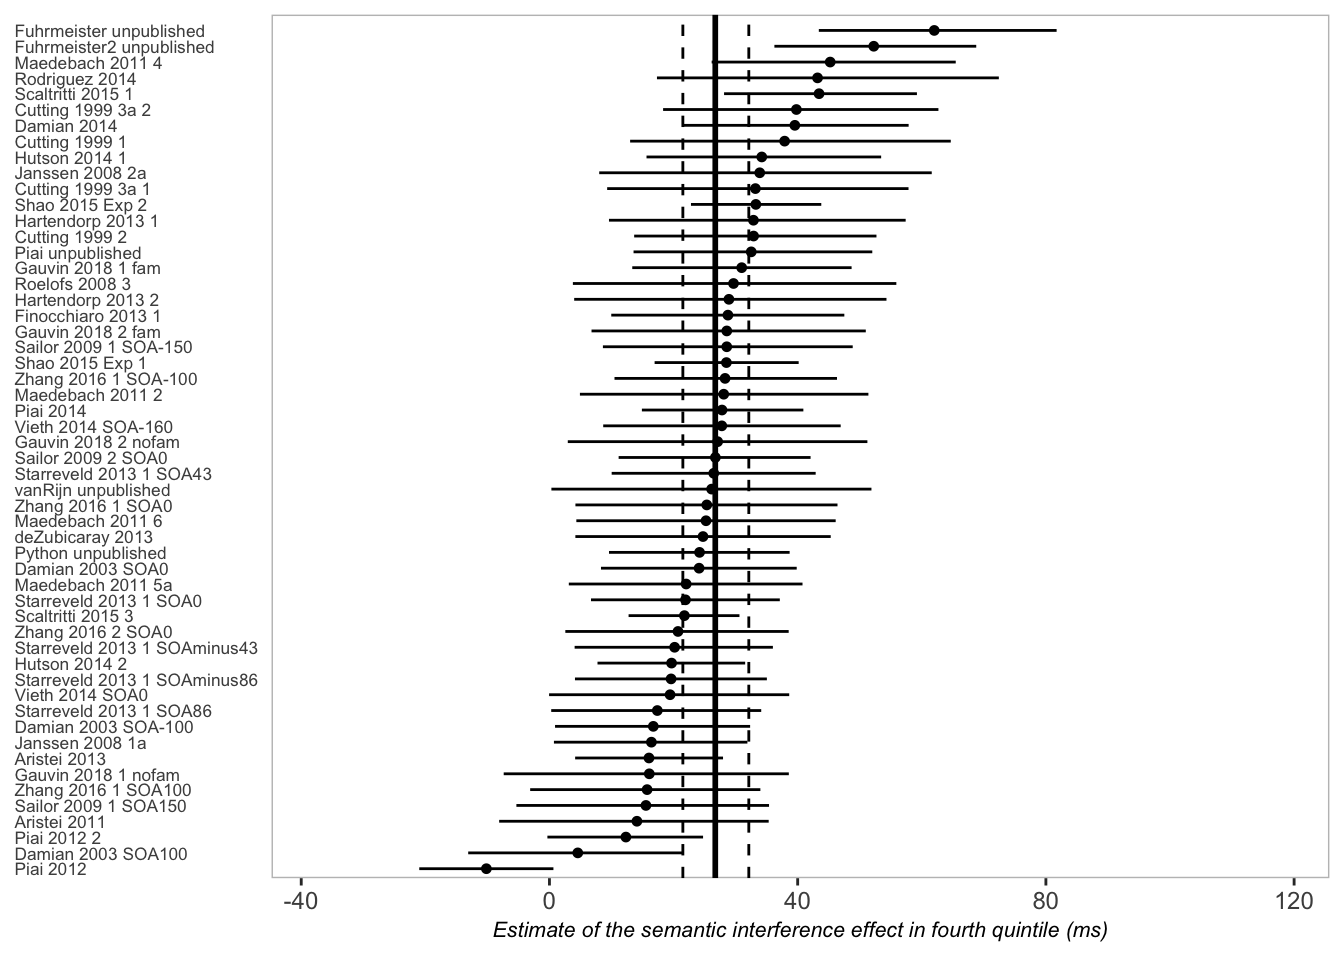 Fuhrmeister unpublished
Fuhrmeister2 unpublished
Maedebach 2011 4
Rodriguez 2014
Scaltritti 2015 1
Cutting 1999 3a 2
Damian 2014
Cutting 1999 1
Hutson 2014 1
Janssen 2008 2a
Cutting 1999 3a 1
Shao 2015 Exp 2
Hartendorp 2013 1
Cutting 1999 2
Piai unpublished
Gauvin 2018 1 fam
Roelofs 2008 3
Hartendorp 2013 2
Finocchiaro 2013 1
Gauvin 2018 2 fam
Sailor 2009 1 SOA-150
Shao 2015 Exp 1
Zhang 2016 1 SOA-100
Maedebach 2011 2
Piai 2014
Vieth 2014 SOA-160
Gauvin 2018 2 nofam
Sailor 2009 2 SOA0
Starreveld 2013 1 SOA43
vanRijn unpublished
Zhang 2016 1 SOA0
Maedebach 2011 6
deZubicaray 2013
Python unpublished
Damian 2003 SOA0
Maedebach 2011 5a
Starreveld 2013 1 SOA0
Scaltritti 2015 3
Zhang 2016 2 SOA0
Starreveld 2013 1 SOAminus43
Hutson 2014 2
Starreveld 2013 1 SOAminus86
Vieth 2014 SOA0
Starreveld 2013 1 SOA86
Damian 2003 SOA-100
Janssen 2008 1a
Aristei 2013
Gauvin 2018 1 nofam
Zhang 2016 1 SOA100
Sailor 2009 1 SOA150
Aristei 2011
Piai 2012 2
Damian 2003 SOA100
Piai 2012
-40 0 40 80 120
Estimate of the semantic interference effect in fourth quintile (ms)